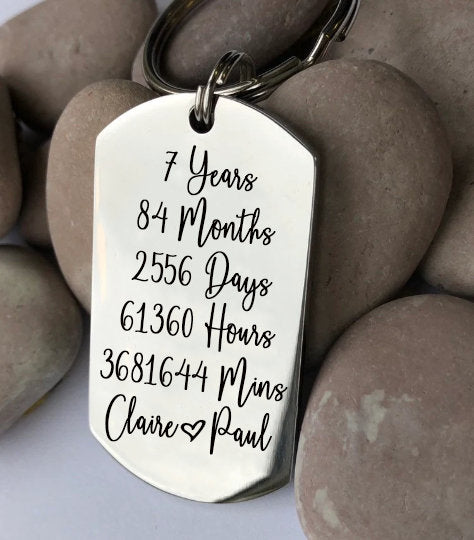 7 Years
84 Months
2556 Days
61360 Hours
3681644 Mins
Claire♡Paul